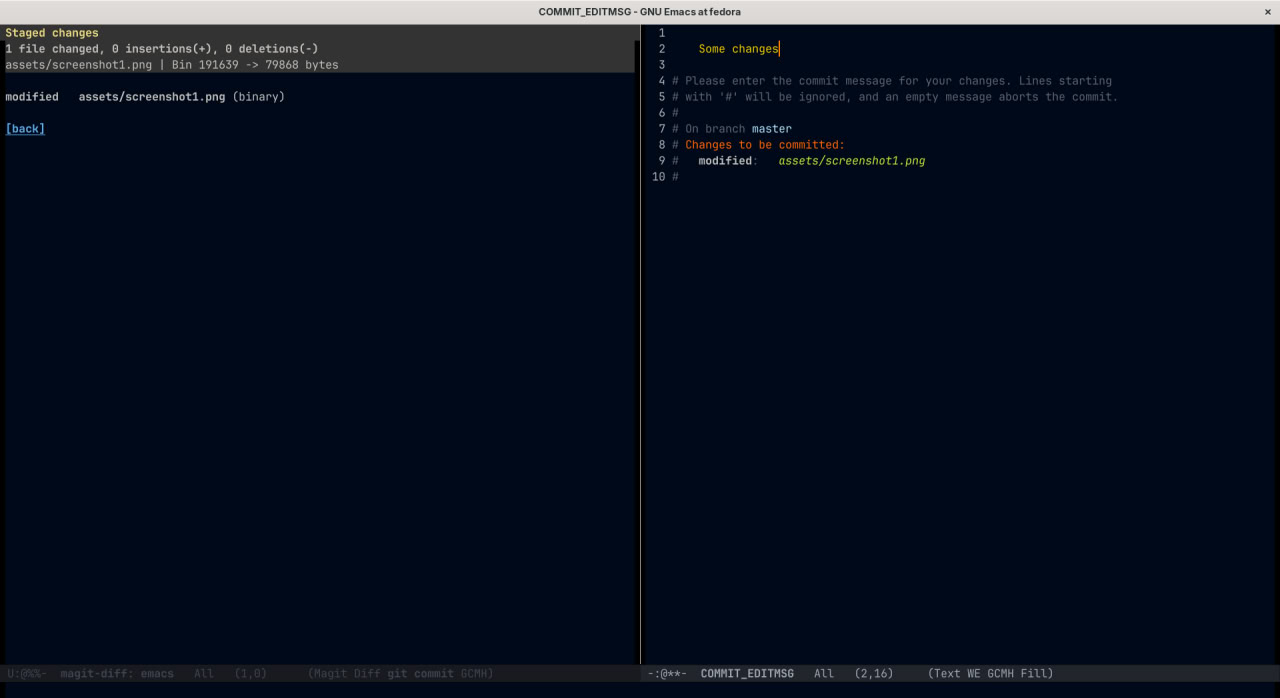 COMMIT_EDITMSG - GNU Emacs at fedora ×
Staged changes
1 file changed, 0 insertions(+), 0 deletions(-)
assets/screenshot1.png | Bin 191639 -> 79868 bytes
modified   assets/screenshot1.png (binary)
[back]
1
2     Some changes
3
4 # Please enter the commit message for your changes. Lines starting
5 # with '#' will be ignored, and an empty message aborts the commit.
6 #
7 # On branch master
8 # Changes to be committed:
9 #   modified:   assets/screenshot1.png
10 #
U:@%%-  magit-diff: emacs   All   (1,0)      (Magit Diff git commit GCMH)
-:@**-  COMMIT_EDITMSG   All   (2,16)     (Text WE GCMH Fill)